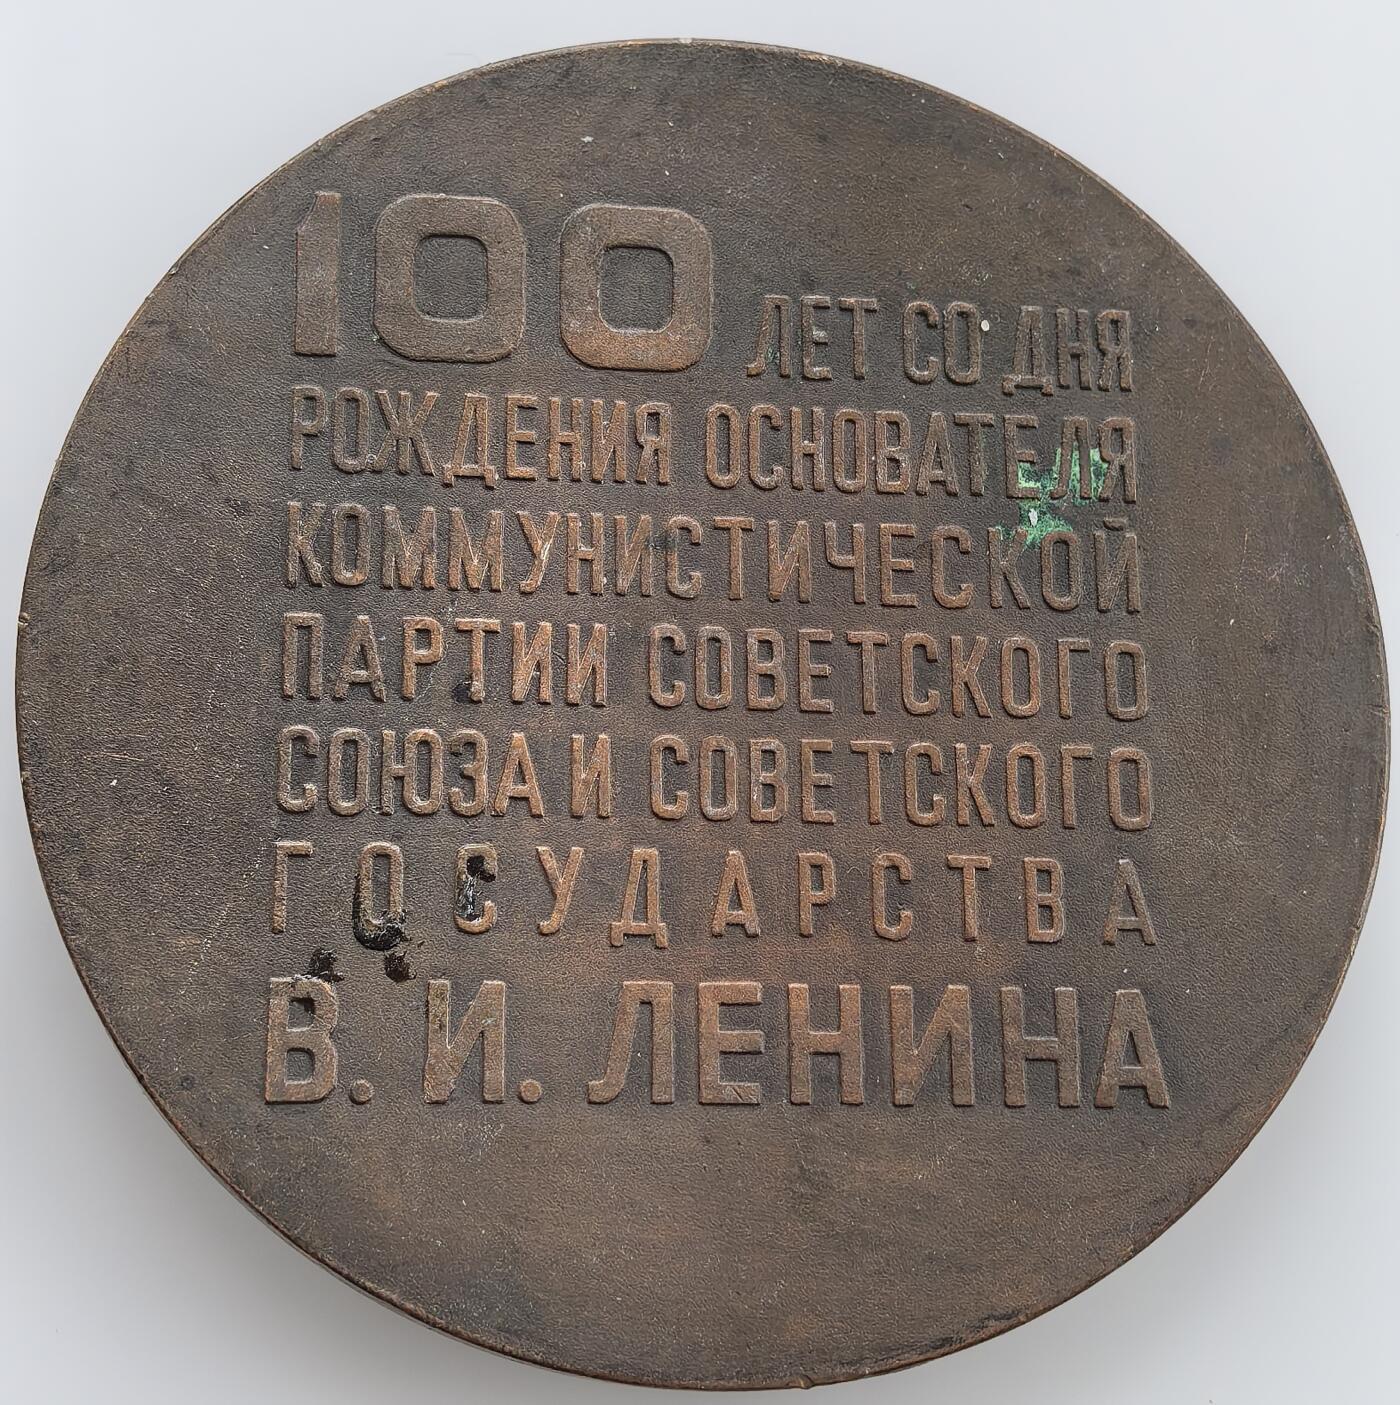 100 ЛЕТ СО ДНЯ
РОЖДЕНИЯ ОСНОВАТЕЛЯ
КОММУНИСТИЧЕСКОЙ
ПАРТИИ СОВЕТСКОГО
СОЮЗА И СОВЕТСКОГО
ГОСУДАРСТВА
В. И. ЛЕНИНА